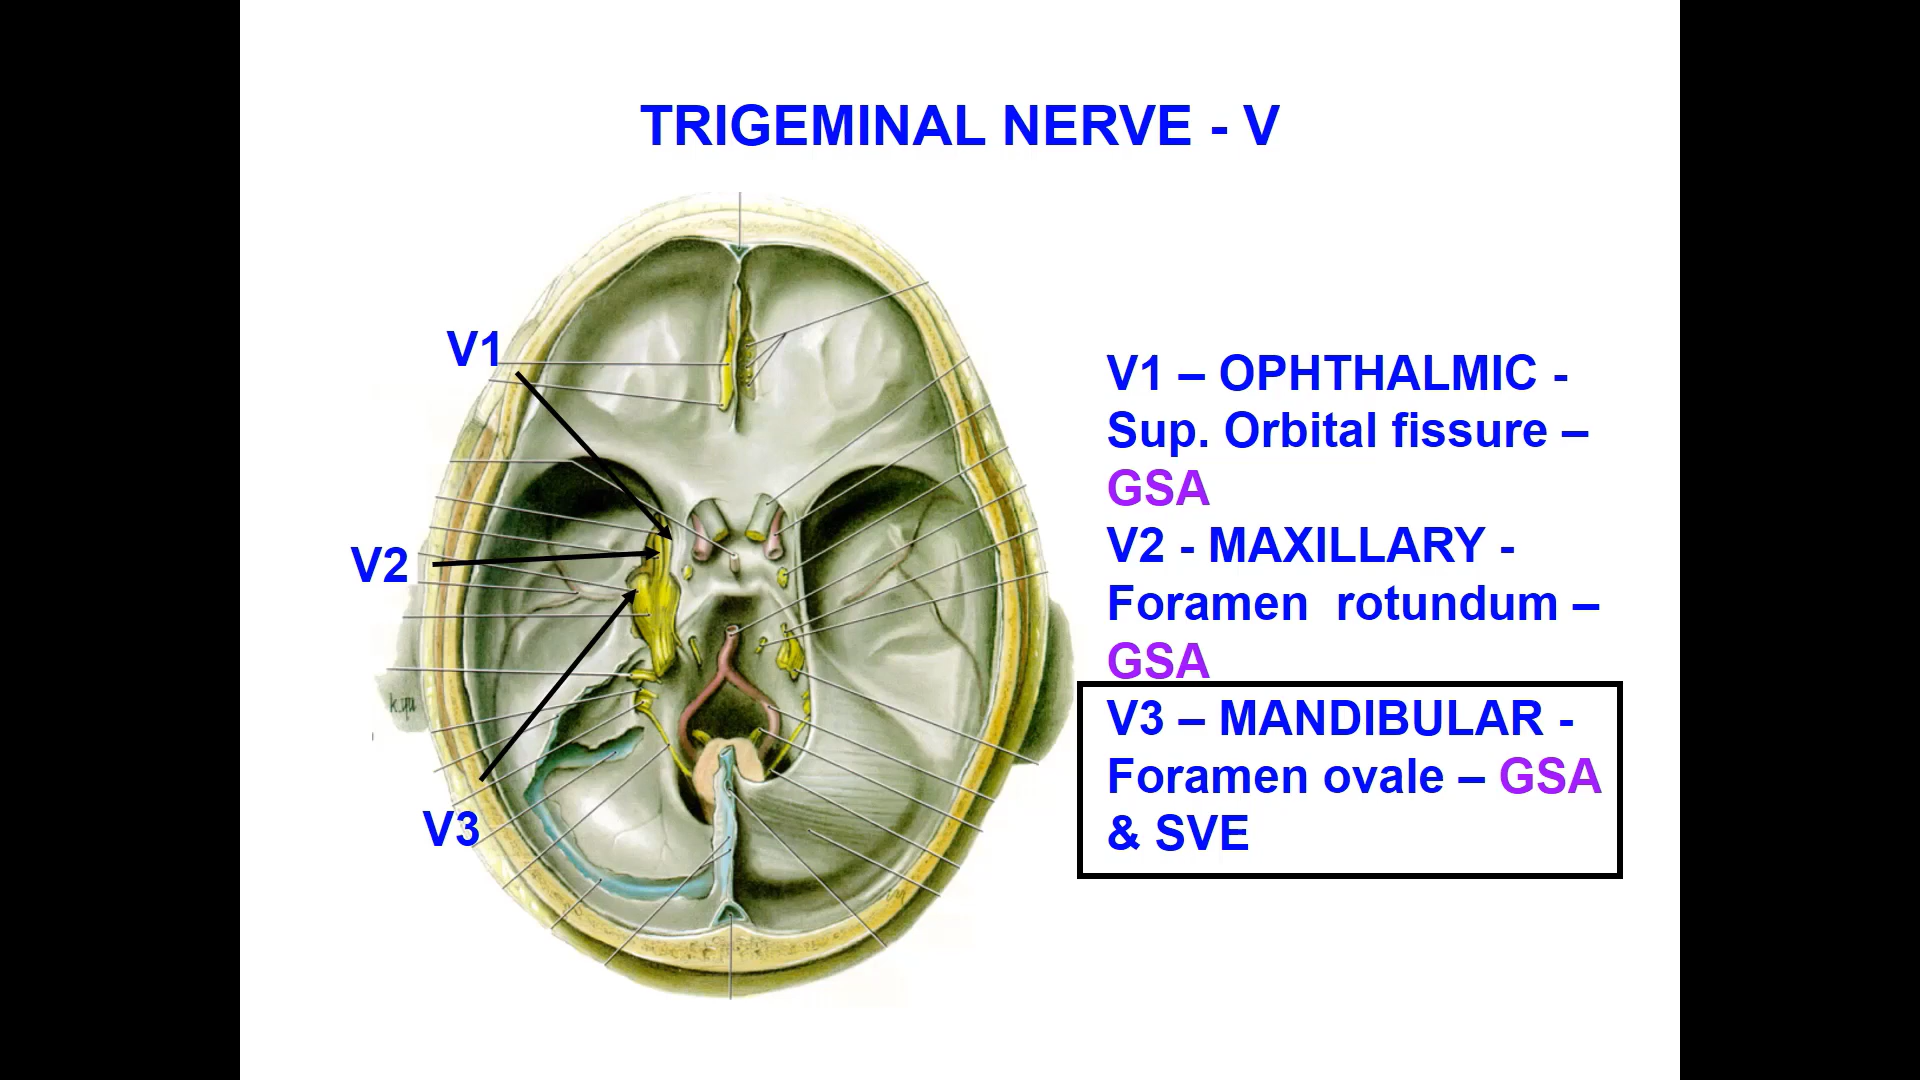 TRIGEMINAL NERVE - V
V1
V2
V3
V1 – OPHTHALMIC -
Sup. Orbital fissure –
GSA
V2 - MAXILLARY -
Foramen rotundum –
GSA
V3 – MANDIBULAR -
Foramen ovale – GSA
& SVE